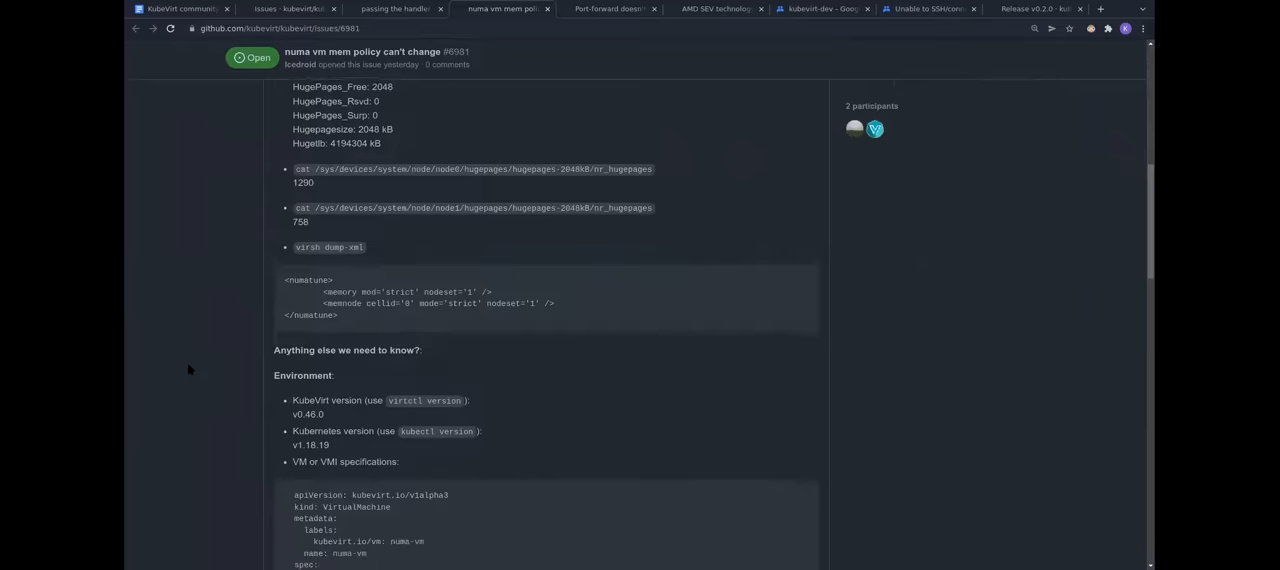 KubeVirt community
Issues · kubevirt/ku
passing the handler
numa vm mem poli
Port-forward doesn'
AMD SEV technolog
kubevirt-dev - Goog
Unable to SSH/conn
Release v0.2.0 · ku
github.com/kubevirt/kubevirt/issues/6981
K
Open
numa vm mem policy can't change #6981
Icedroid opened this issue yesterday · 0 comments
HugePages_Free: 2048
HugePages_Rsvd: 0
HugePages_Surp: 0
Hugepagesize: 2048 kB
Hugetlb: 4194304 kB
2 participants
cat /sys/devices/system/node/node0/hugepages/hugepages-2048kB/nr_hugepages
1290
cat /sys/devices/system/node/node1/hugepages/hugepages-2048kB/nr_hugepages
758
virsh dump-xml
<numatune>
<memory mod='strict' nodeset='1' />
<memnode cellid='0' mode='strict' nodeset='1' />
</numatune>
Anything else we need to know?:
Environment:
KubeVirt version (use virtctl version):
v0.46.0
Kubernetes version (use kubectl version):
v1.18.19
VM or VMI specifications:
apiVersion: kubevirt.io/v1alpha3
kind: VirtualMachine
metadata:
labels:
kubevirt.io/vm: numa-vm
name: numa-vm
spec: